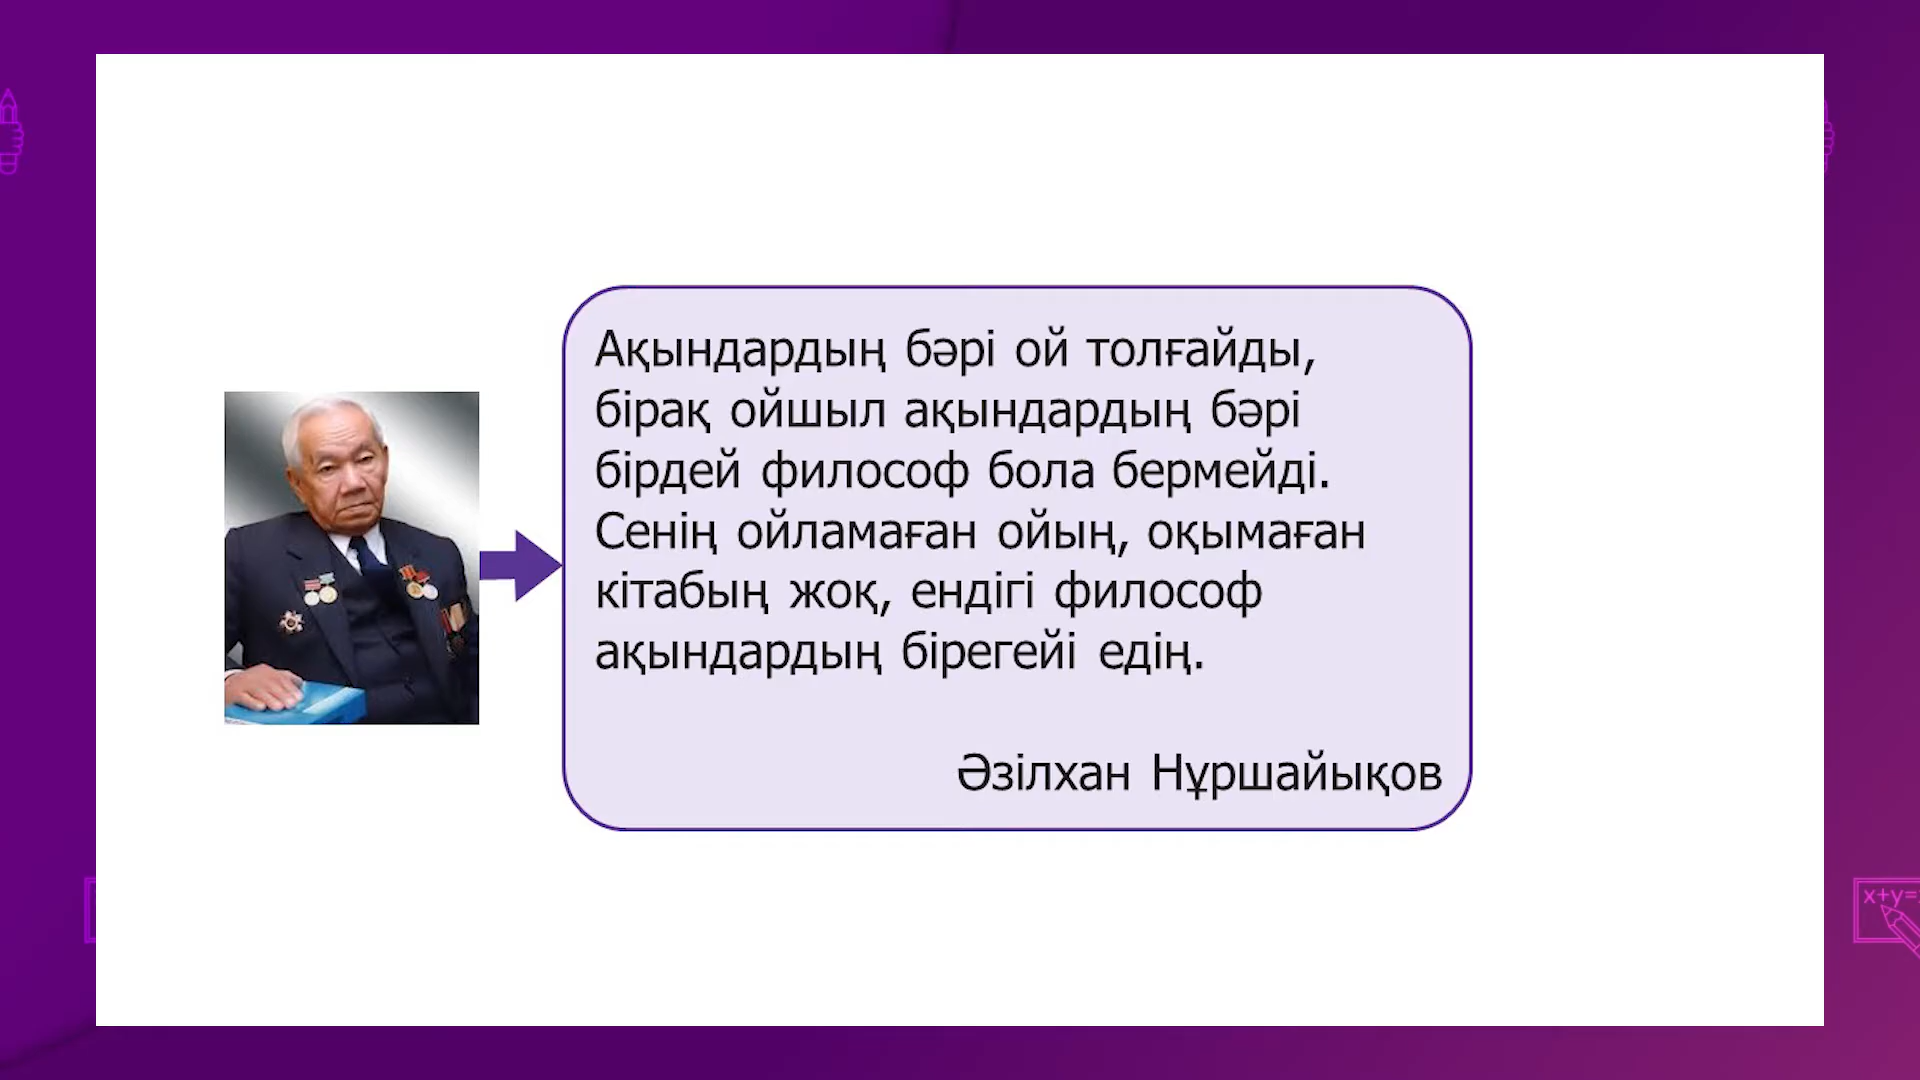 Ақындардың бәрі ой толғайды,
бірақ ойшыл ақындардың бәрі
бірдей философ бола бермейді.
Сенің ойламаған ойың, оқымаған
кітабың жоқ, ендігі философ
ақындардың бірегейі едің.
Әзілхан Нұршайықов
x+y=